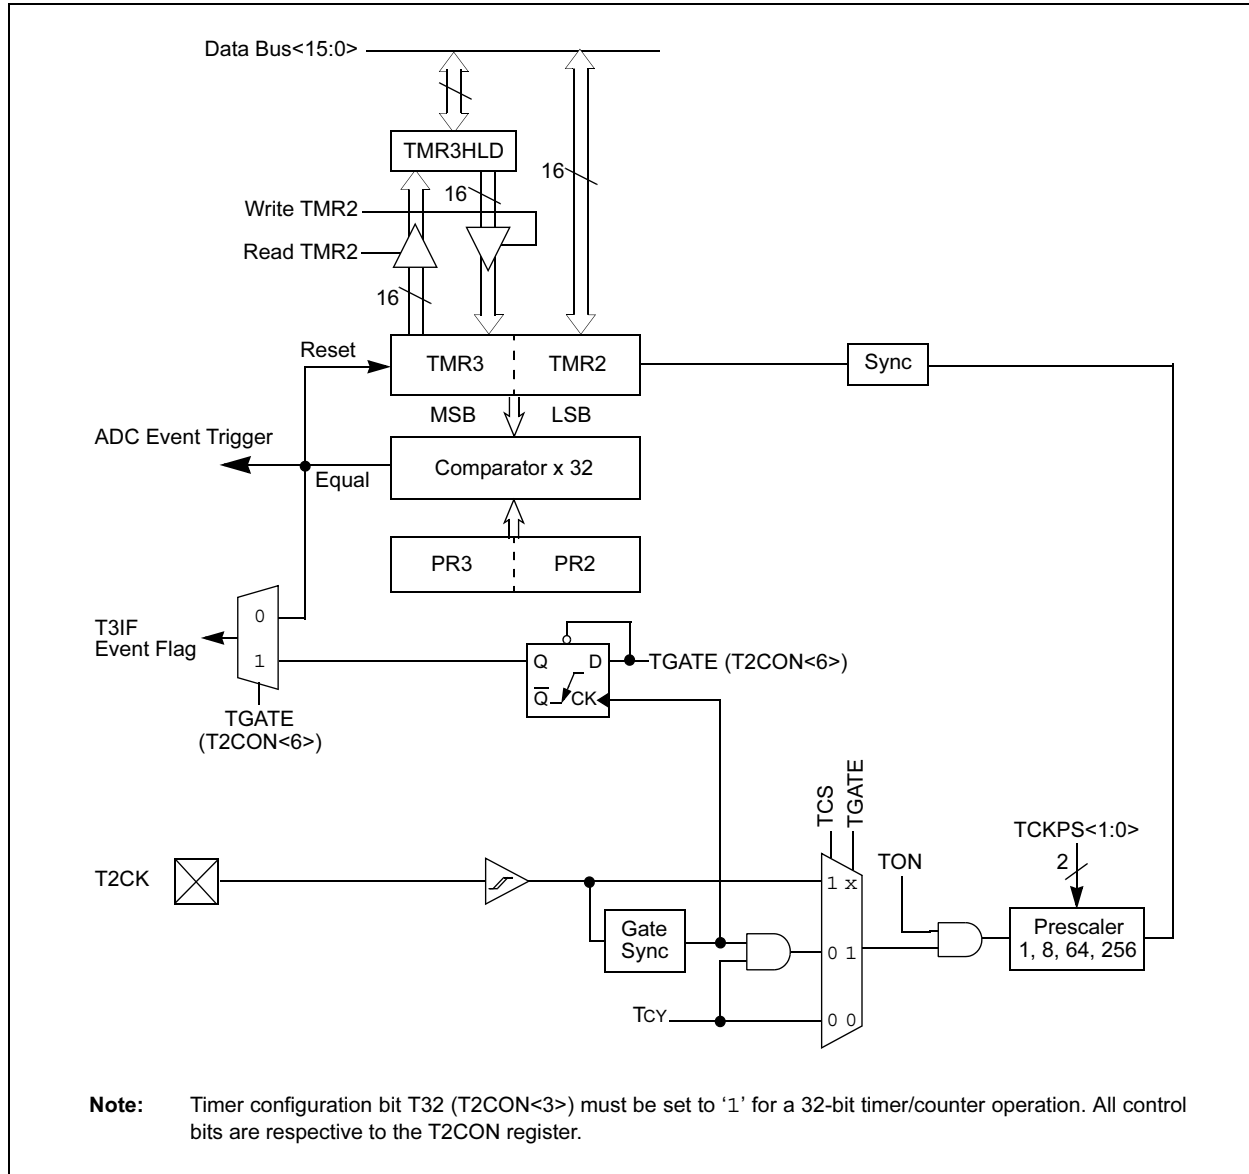 Data Bus<15:0>
TMR3HLD
16
16
Write TMR2
Read TMR2
16
Reset
TMR3
TMR2
Sync
MSB
LSB
ADC Event Trigger
Equal
Comparator x 32
PR3
PR2
0
T3IF
Event Flag
1
Q
D
TGATE (T2CON<6>)
Q
CK
TGATE
(T2CON<6>)
TCS
TGATE
TCKPS<1:0>
2
TON
T2CK
1 x
Gate
Sync
0 1
Prescaler
1, 8, 64, 256
TCY
0 0
Note: Timer configuration bit T32 (T2CON<3>) must be set to ‘1’ for a 32-bit timer/counter operation. All control
bits are respective to the T2CON register.